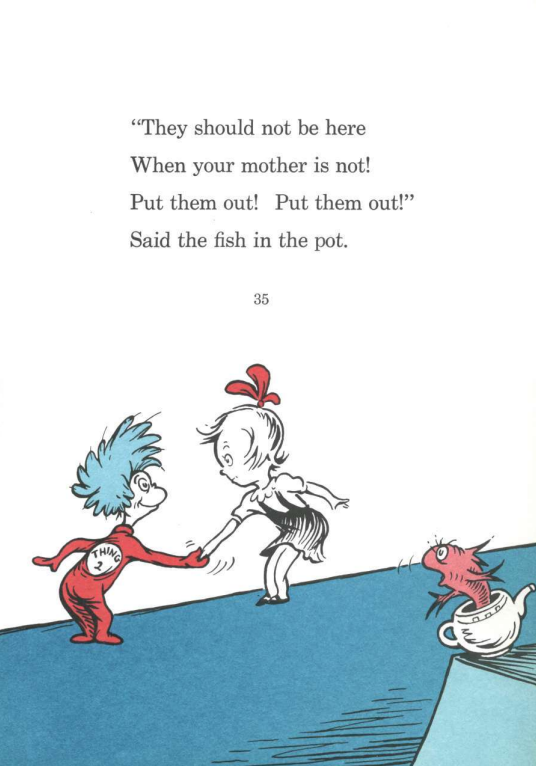 “They should not be here
When your mother is not!
Put them out! Put them out!”
Said the fish in the pot.
35
THING
2